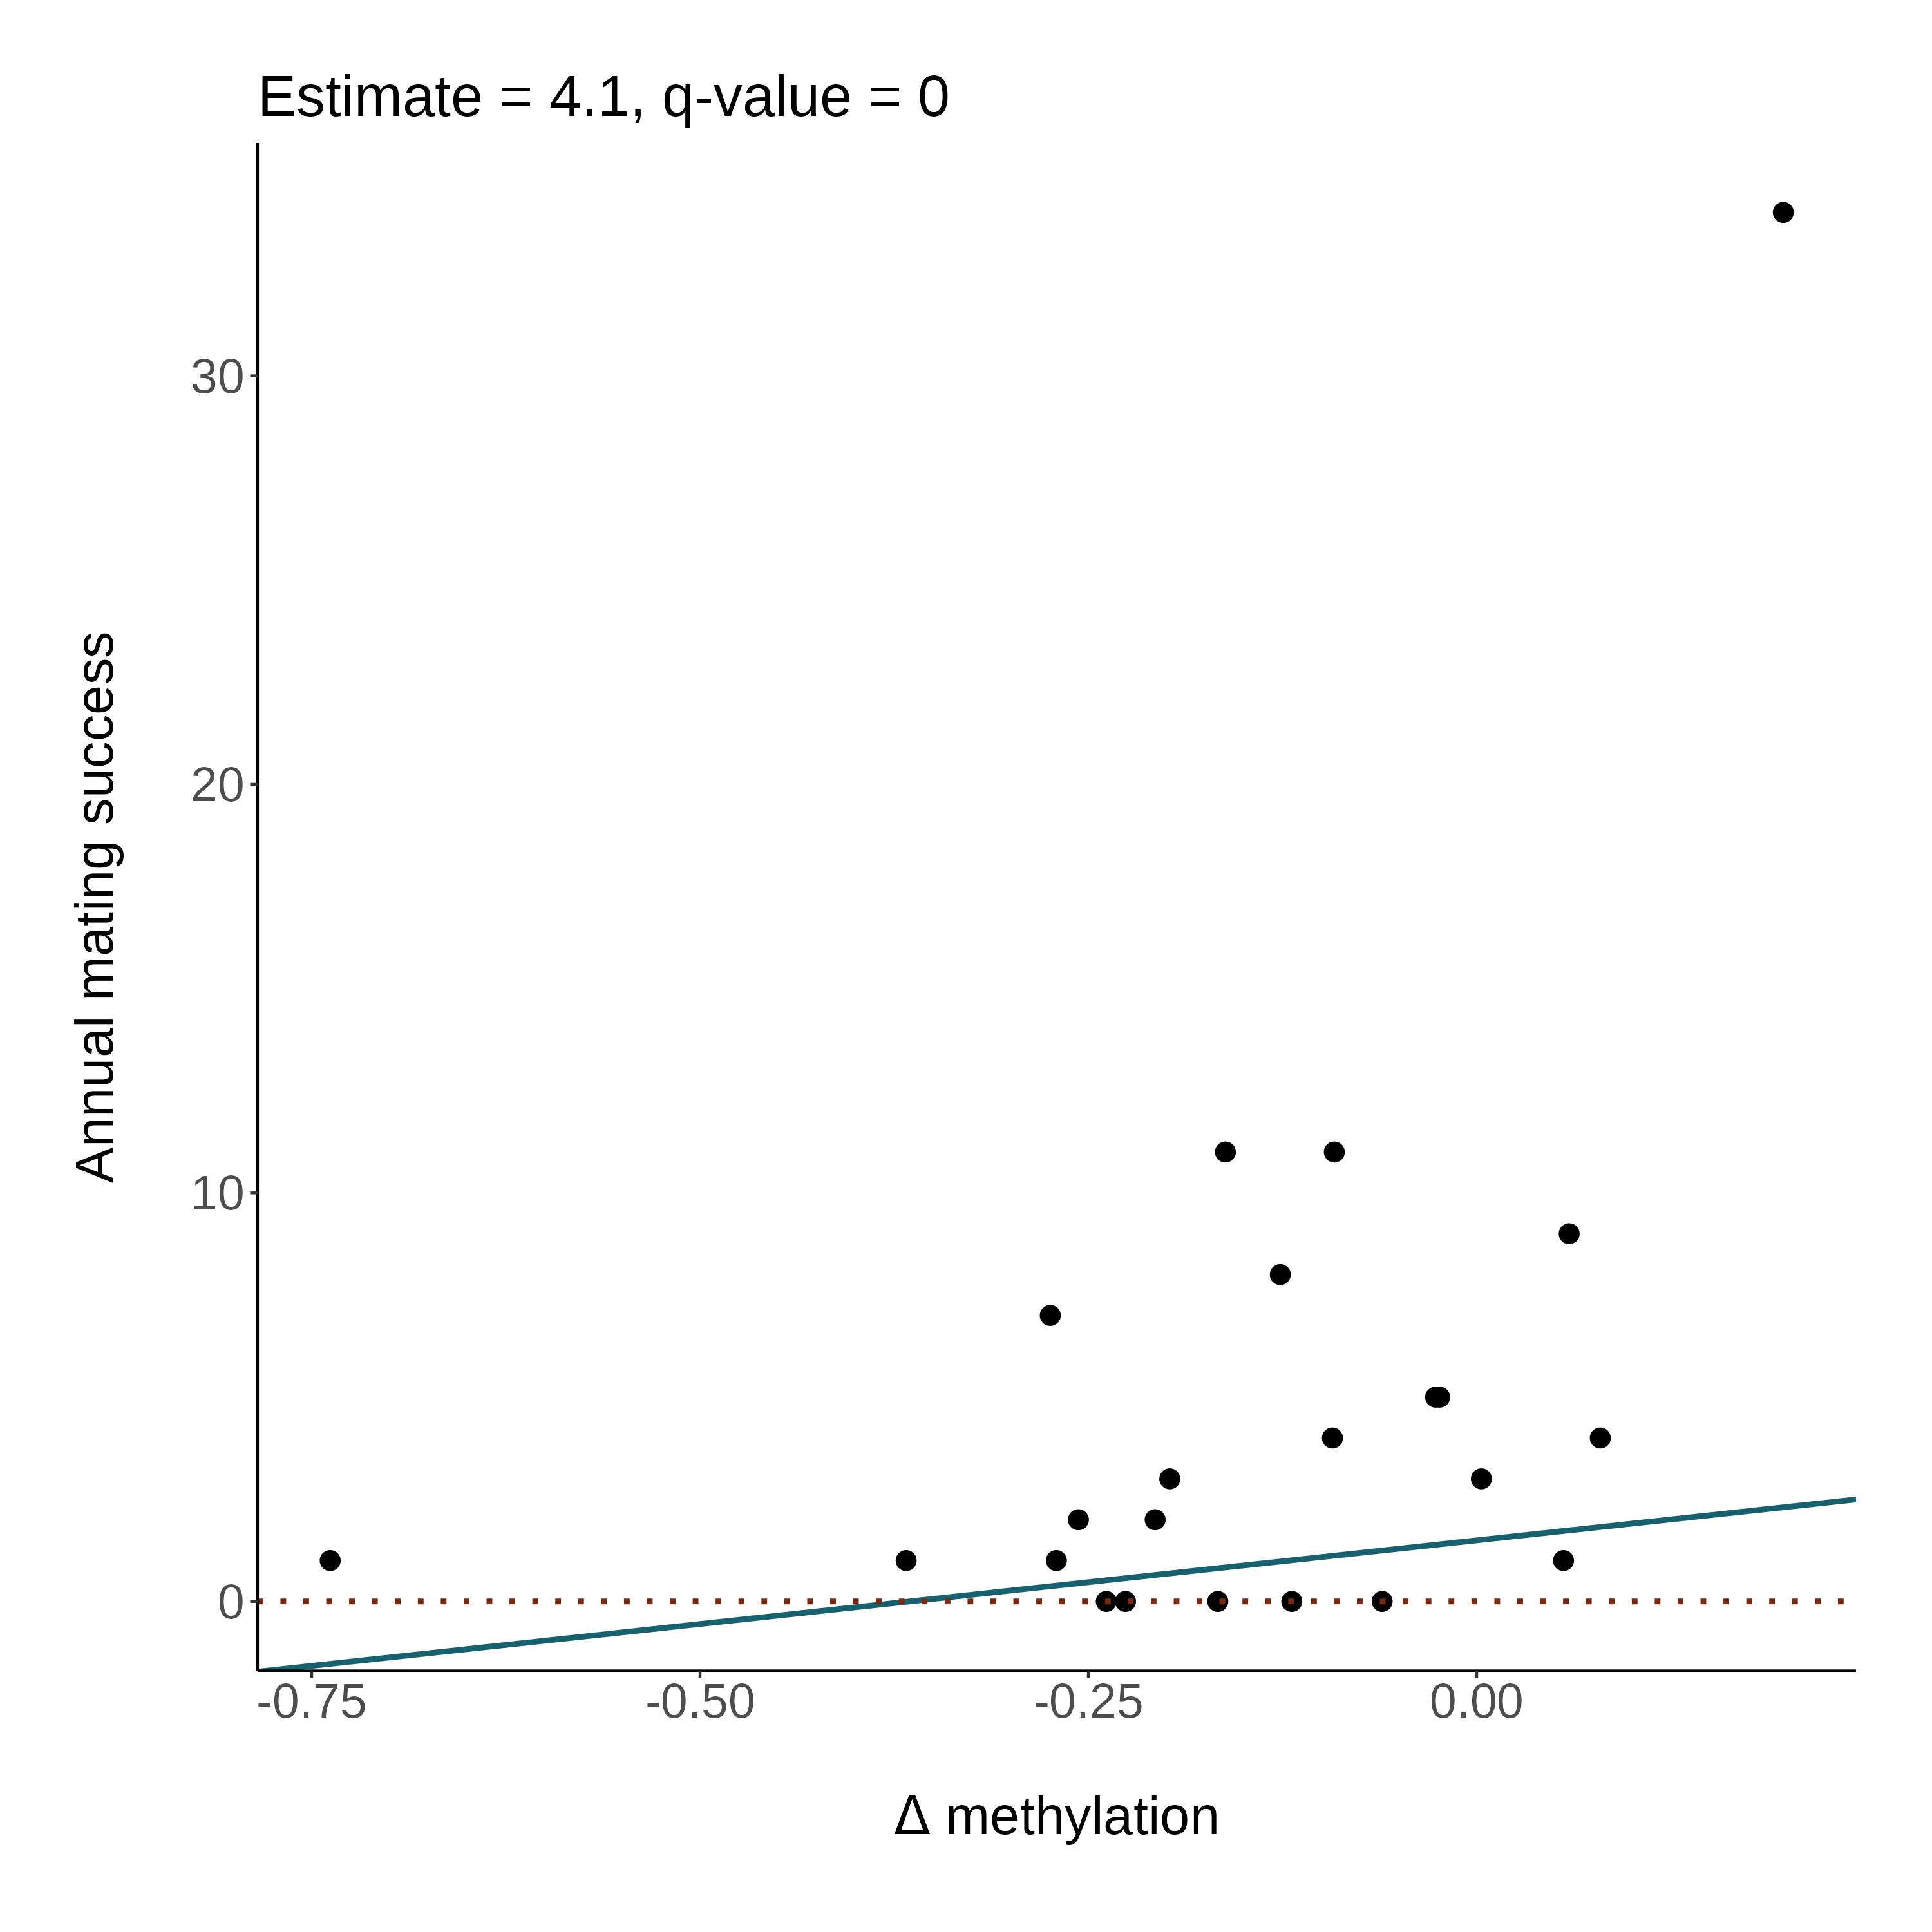 Estimate = 4.1, q-value = 0
Annual mating success
30
20
10
0
-0.75
-0.50
-0.25
0.00
Δ methylation